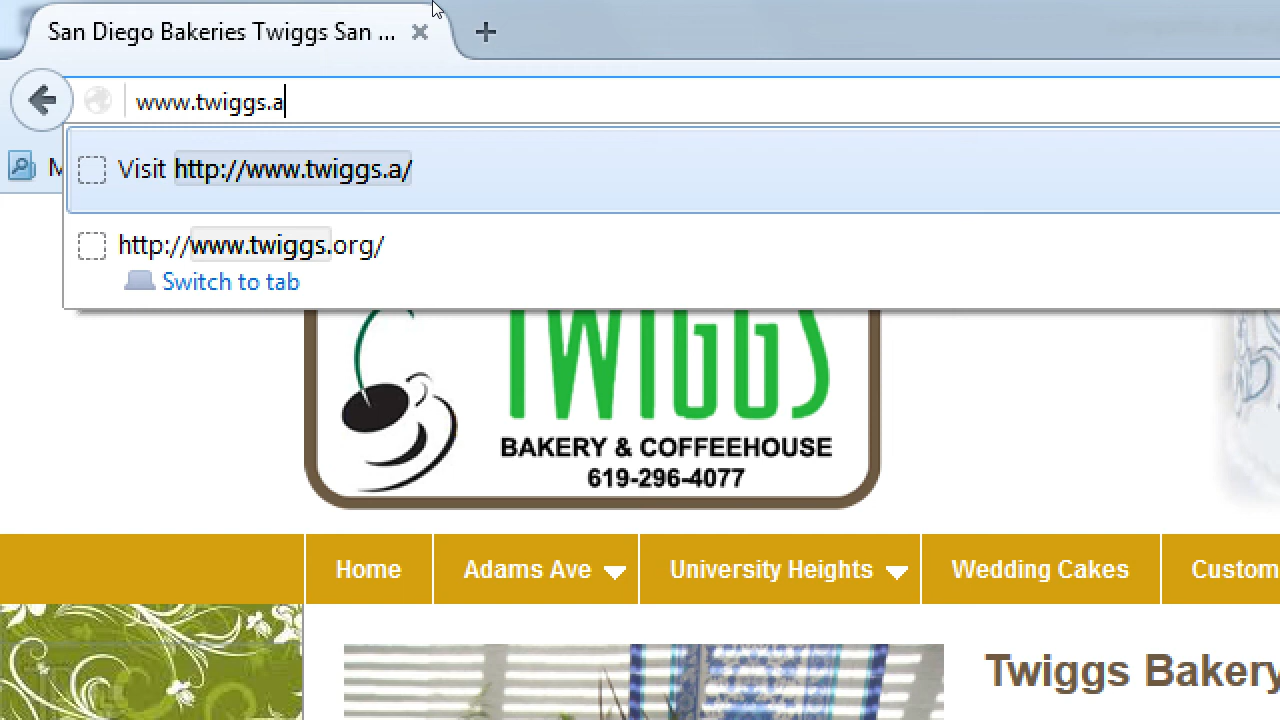 San Diego Bakeries Twiggs San ...
www.twiggs.a
M
Visit http://www.twiggs.a/
http://www.twiggs.org/
Switch to tab
TWIGGS
BAKERY & COFFEEHOUSE
619-296-4077
Home Adams Ave University Heights Wedding Cakes Custom
Twiggs Bakery